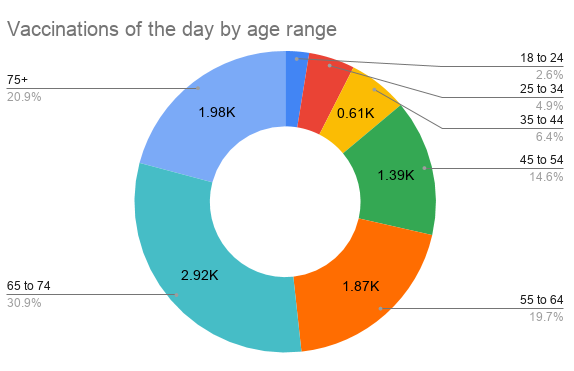 Vaccinations of the day by age range
18 to 24
2.6%
25 to 34
4.9%
35 to 44
6.4%
45 to 54
14.6%
55 to 64
19.7%
65 to 74
30.9%
75+
20.9%
0.61K
1.39K
1.87K
2.92K
1.98K